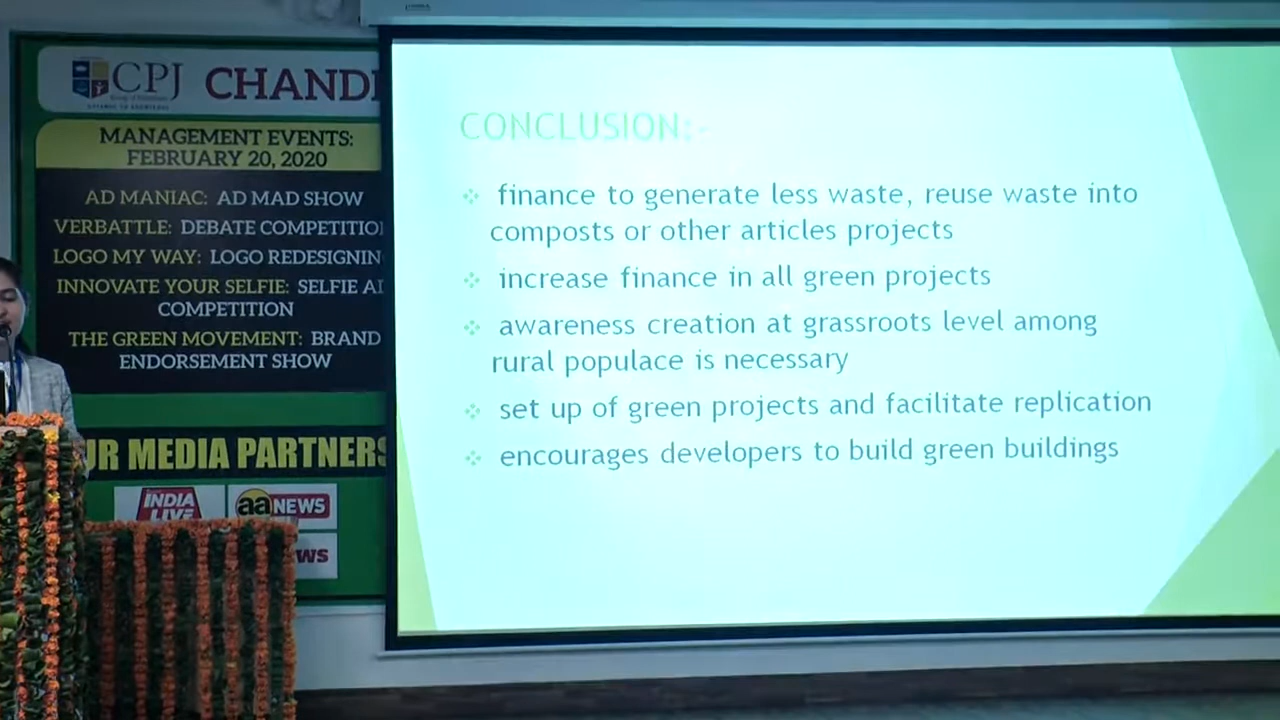 CPJ
CHANDI
MANAGEMENT EVENTS:
FEBRUARY 20, 2020
AD MANIAC: AD MAD SHOW
VERBATTLE: DEBATE COMPETITIO
LOGO MY WAY: LOGO REDESIGNIN
INNOVATE YOUR SELFIE: SELFIE A
COMPETITION
THE GREEN MOVEMENT: BRAND
ENDORSEMENT SHOW
UR MEDIA PARTNERS
INDIA
LIVE
aa NEWS
WS
CONCLUSION:-
finance to generate less waste, reuse waste into
composts or other articles projects
increase finance in all green projects
awareness creation at grassroots level among
rural populace is necessary
set up of green projects and facilitate replication
encourages developers to build green buildings